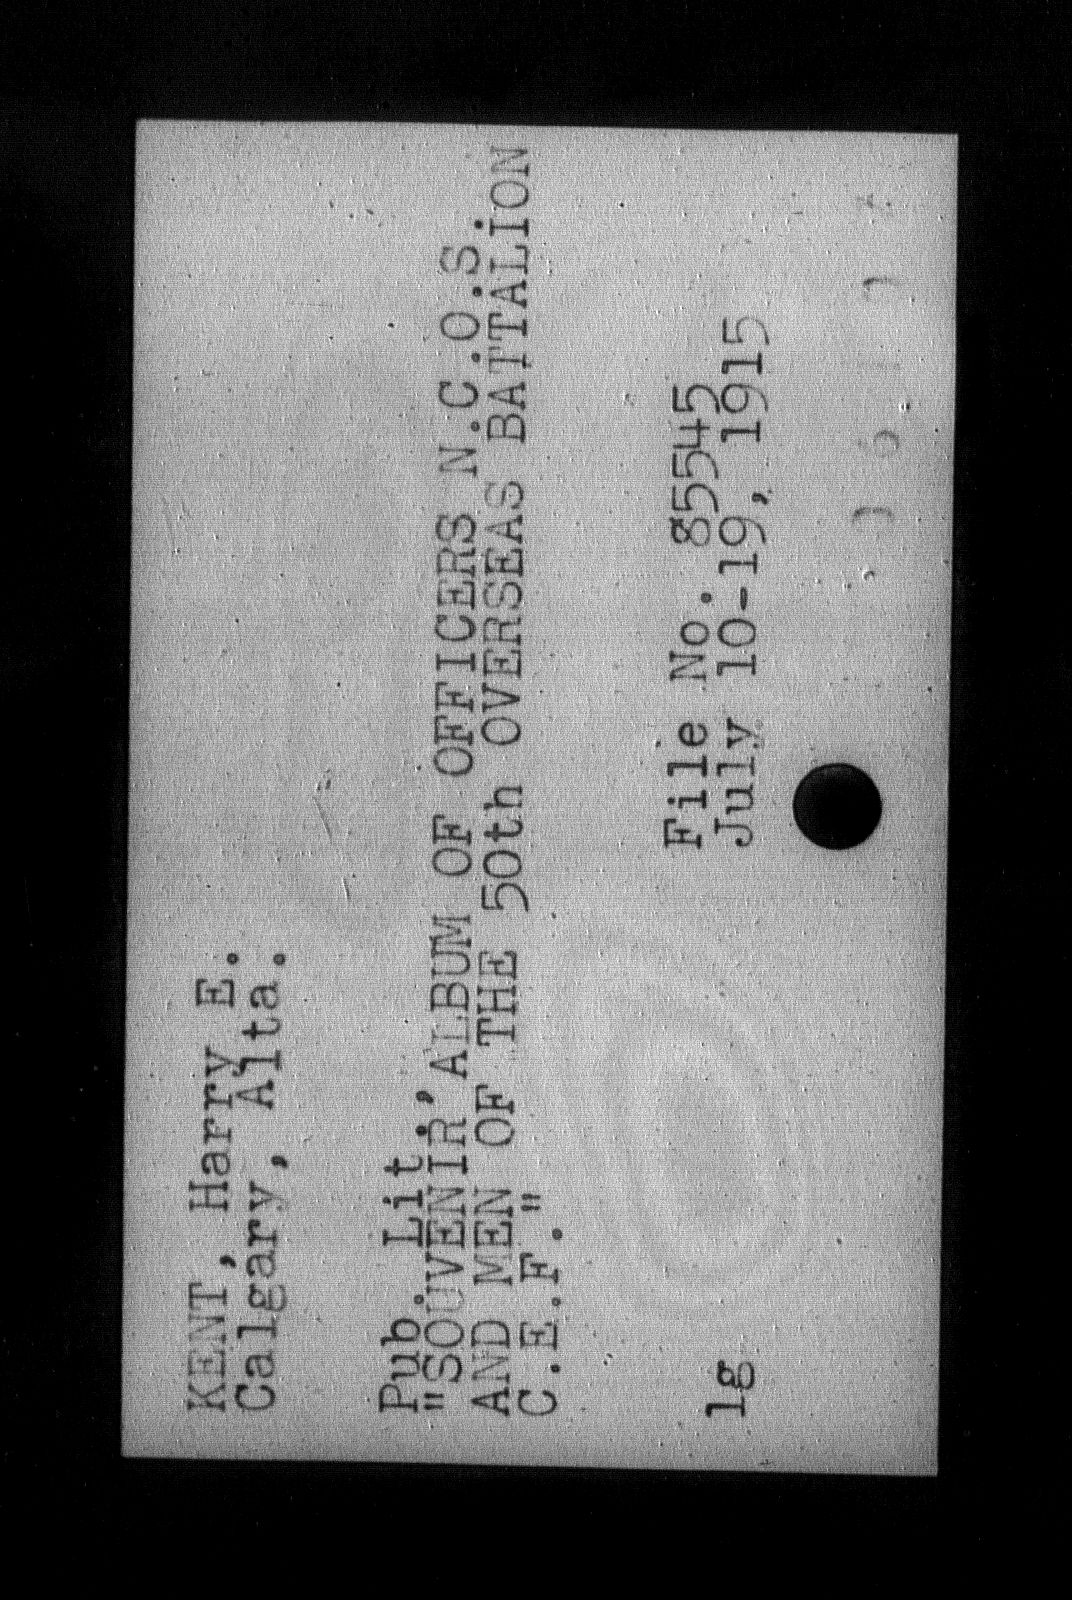 KENT, Harry E.
Calgary, Alta.
Pub. Lit.,
"SOUVENIR ALBUM OF OFFICERS N.C.O.S.
AND MEN OF THE 50th OVERSEAS BATTALION
C.E.F."
File No. 85545
lg July 10-19, 1915